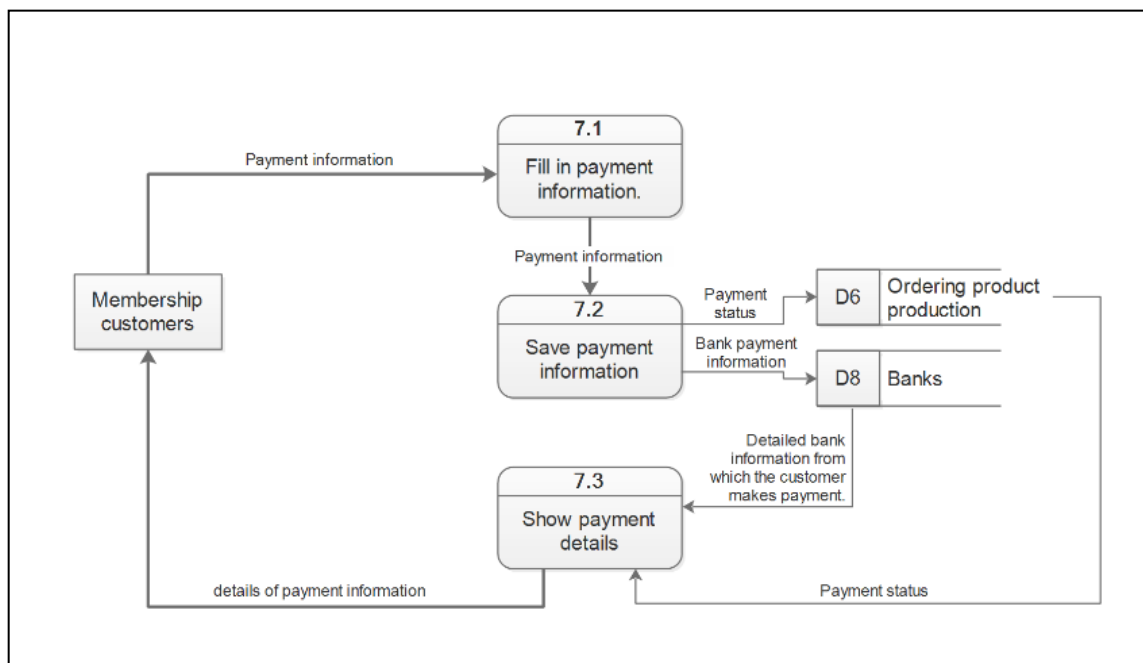 7.1
Payment information
Fill in payment
information.
Payment information
Membership
customers
7.2
Save payment
information
Payment
status
D6
Ordering product
production
Bank payment
information
D8
Banks
Detailed bank
information from
which the customer
makes payment.
7.3
Show payment
details
details of payment information
Payment status